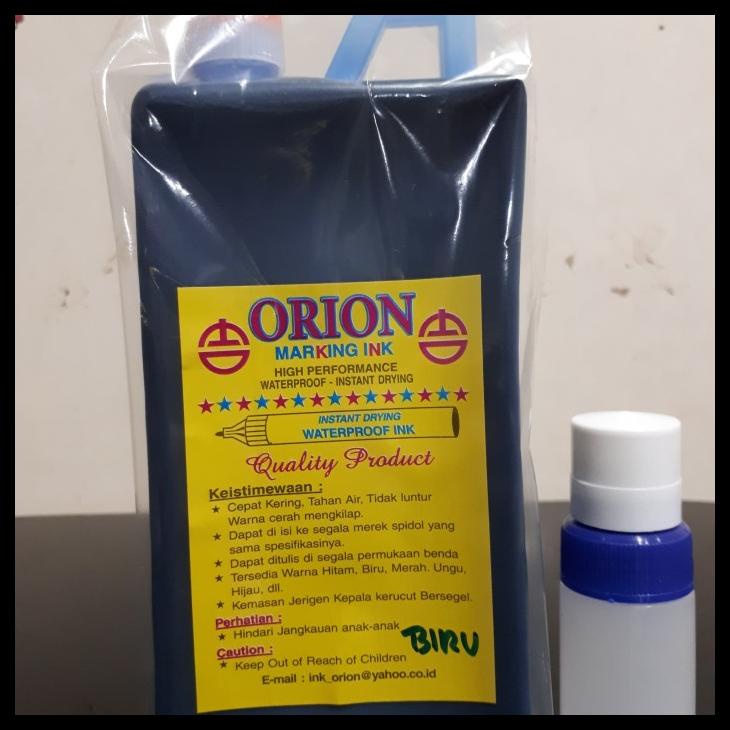 ORION
MARKING INK
HIGH PERFORMANCE
WATERPROOF - INSTANT DRYING
INSTANT DRYING
WATERPROOF INK
Quality Product
Keistimewaan :
★ Cepat Kering, Tahan Air, Tidak luntur
Warna cerah mengkilap.
★ Dapat di isi ke segala merek spidol yang
sama spesifikasinya.
★ Dapat ditulis di segala permukaan benda
★ Tersedia Warna Hitam, Biru, Merah. Ungu,
Hijau, dll.
★ Kemasan Jerigen Kepala kerucut Bersegel.
Perhatian :
★ Hindari Jangkauan anak-anak
BIRU
Caution :
★ Keep Out of Reach of Children
E-mail : ink_orion@yahoo.co.id